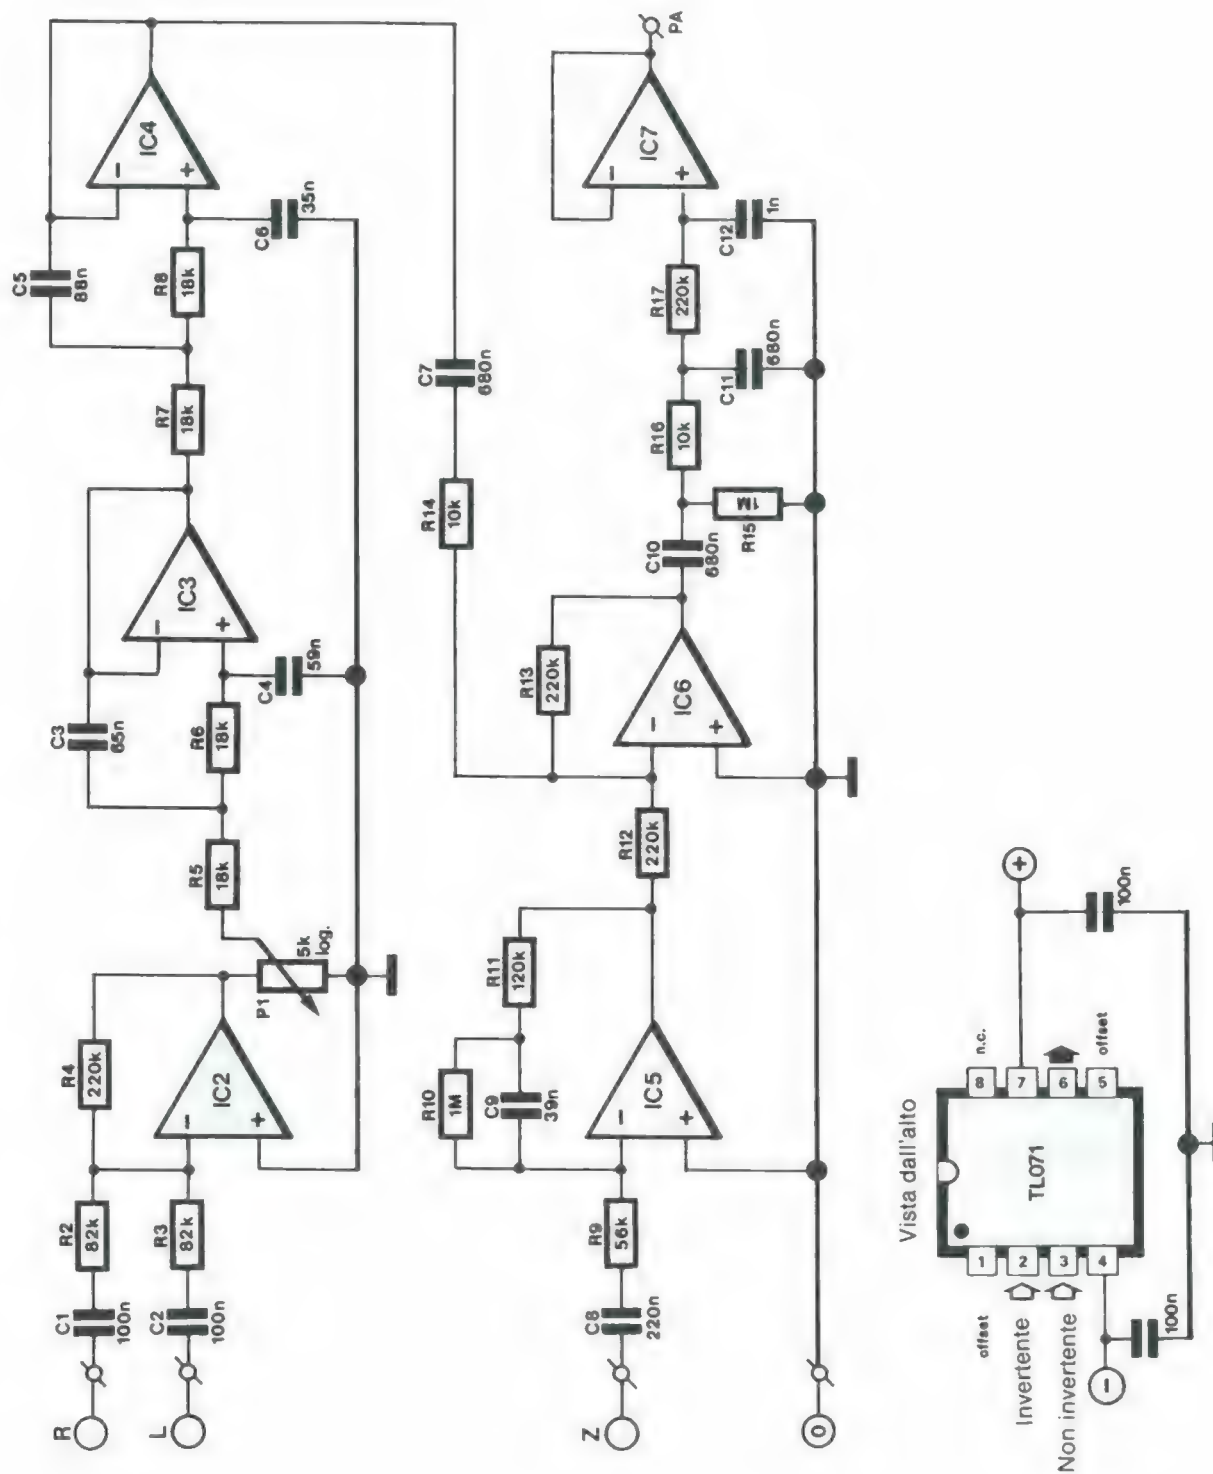 R
C1
100n
R2
82k
L
C2
100n
R3
82k
R4
220k
IC2
−
+
P1
5k
log.
R5
18k
R6
18k
C3
65n
C4
59n
IC3
−
+
R7
18k
R8
18k
C5
88n
C6
35n
IC4
−
+
Z
C8
220n
R9
56k
R10
1M
C9
39n
R11
120k
IC5
−
+
R12
220k
R13
220k
R14
10k
C7
680n
IC6
−
+
C10
680n
R15
1M
R16
10k
C11
680n
R17
220k
C12
1n
IC7
−
+
PA
0
Vista dall'alto
TL071
1
2
3
4
8
7
6
5
offset
Invertente
Non invertente
n.c.
offset
100n
100n
−
+